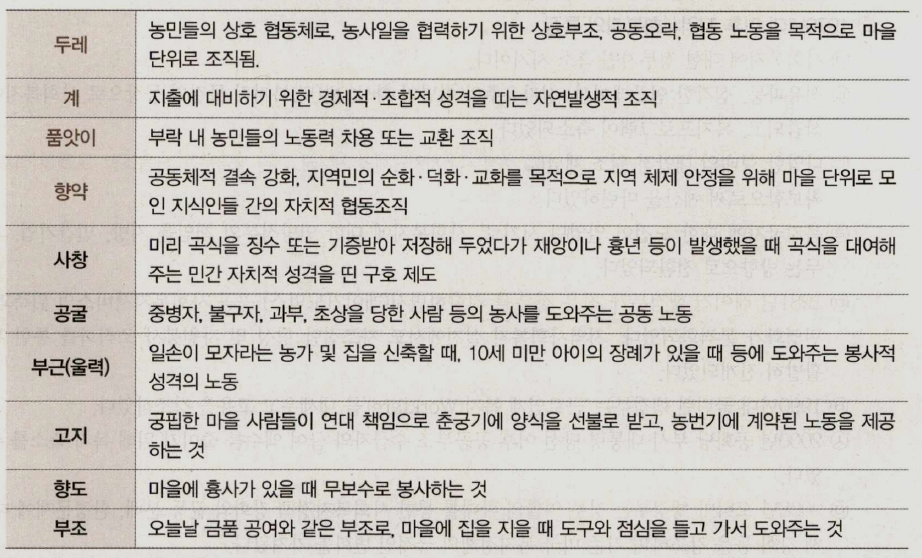 두레
농민들의 상호 협동체로, 농사일을 협력하기 위한 상호부조, 공동오락, 협동 노동을 목적으로 마을
단위로 조직됨.
계
지출에 대비하기 위한 경제적·조합적 성격을 띠는 자연발생적 조직
품앗이
부락 내 농민들의 노동력 차용 또는 교환 조직
향약
공동체적 결속 강화, 지역민의 순화·덕화·교화를 목적으로 지역 체제 안정을 위해 마을 단위로 모
인 지식인들 간의 자치적 협동조직
사창
미리 곡식을 징수 또는 기증받아 저장해 두었다가 재앙이나 흉년 등이 발생했을 때 곡식을 대여해
주는 민간 자치적 성격을 띤 구호 제도
공굴
중병자, 불구자, 과부, 초상을 당한 사람 등의 농사를 도와주는 공동 노동
부근(울력)
일손이 모자라는 농가 및 집을 신축할 때, 10세 미만 아이의 장례가 있을 때 등에 도와주는 봉사적
성격의 노동
고지
궁핍한 마을 사람들이 연대 책임으로 춘궁기에 양식을 선불로 받고, 농번기에 계약된 노동을 제공
하는 것
향도
마을에 흉사가 있을 때 무보수로 봉사하는 것
부조
오늘날 금품 공여와 같은 부조로, 마을에 집을 지을 때 도구와 점심을 들고 가서 도와주는 것